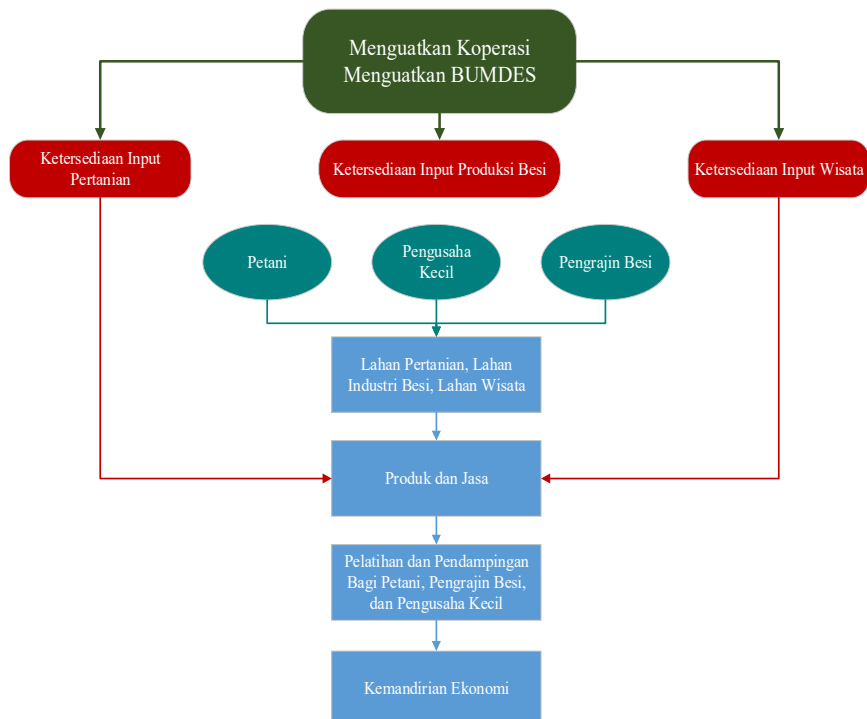 Menguatkan Koperasi
Menguatkan BUMDES
Ketersediaan Input
Pertanian
Ketersediaan Input Produksi Besi
Ketersediaan Input Wisata
Petani
Pengusaha
Kecil
Pengrajin Besi
Lahan Pertanian, Lahan
Industri Besi, Lahan Wisata
Produk dan Jasa
Pelatihan dan Pendampingan
Bagi Petani, Pengrajin Besi,
dan Pengusaha Kecil
Kemandirian Ekonomi